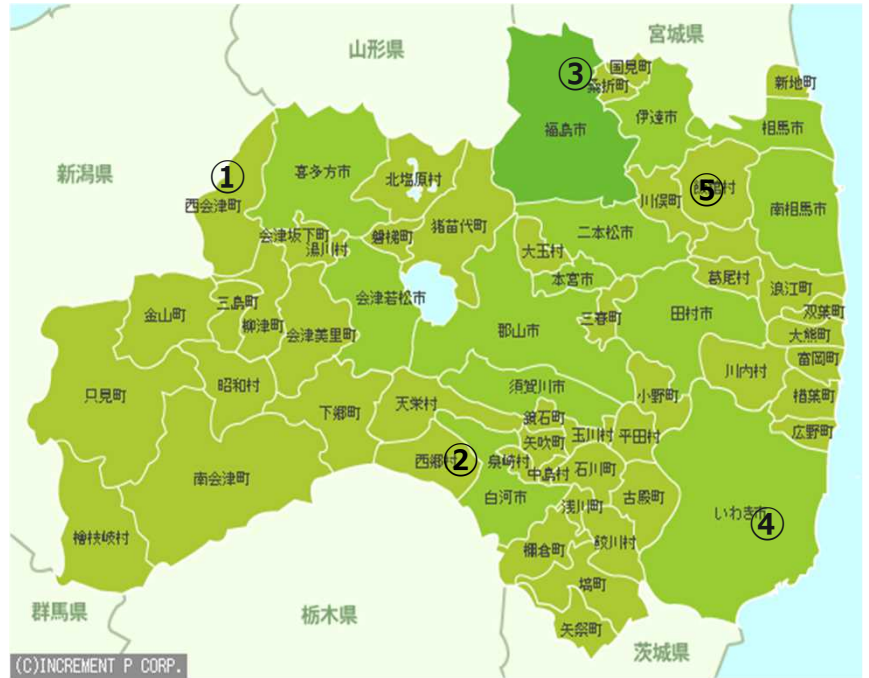 山形県
宮城県
③
国見町
桑折町
新地町
伊達市
福島市
相馬市
新潟県
①
喜多方市
北塩原村
⑤
川俣町
南相馬市
西会津町
猪苗代町
会津坂下町
湯川村
磐梯町
二本松市
大玉村
葛尾村
浪江町
本宮市
会津若松市
三島町
金山町
柳津町
会津美里町
郡山市
三春町
田村市
双葉町
大熊町
富岡町
川内村
只見町
昭和村
須賀川市
小野町
楢葉町
下郷町
天栄村
鏡石町
玉川村
平田村
広野町
矢吹町
西郷村
②
泉崎村
中島村
石川町
南会津町
白河市
浅川町
古殿町
いわき市
④
檜枝岐村
棚倉町
鮫川村
塙町
群馬県
栃木県
矢祭町
茨城県
(C)INCREMENT P CORP.